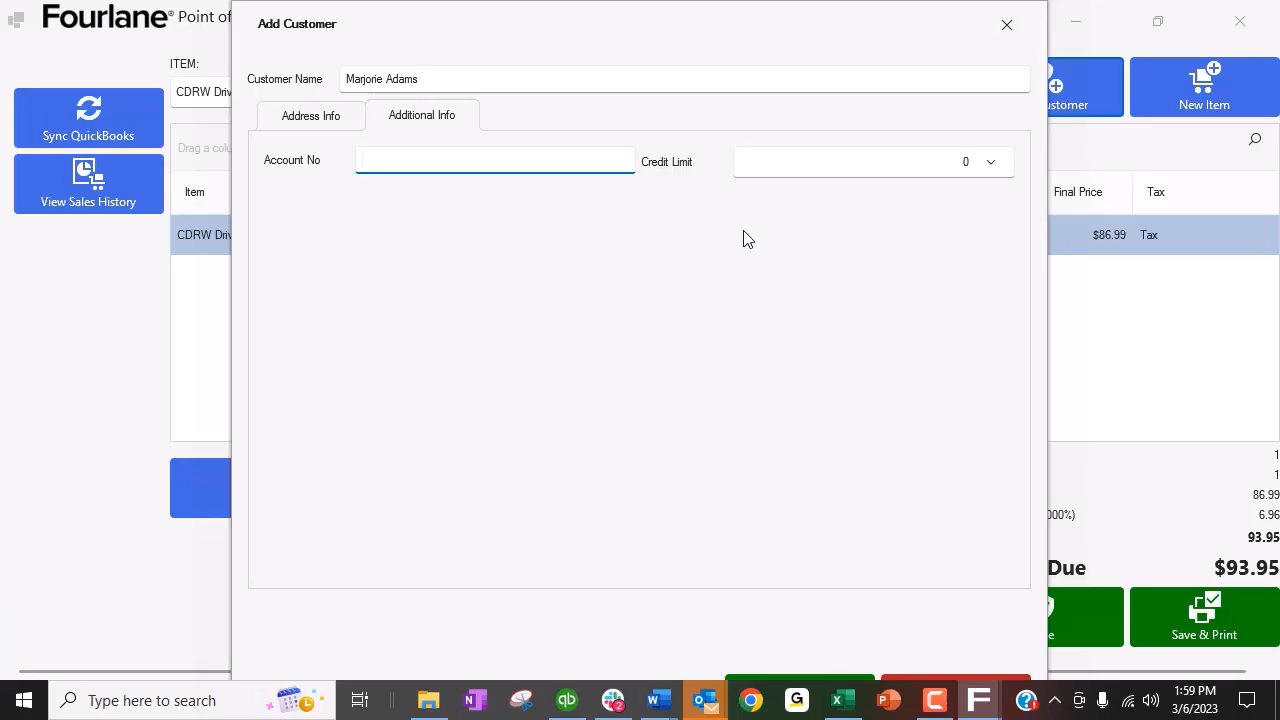 Fourlane® Point of
Add Customer
ITEM:
Customer Name
Marjorie Adams
CDRW Driv
Sync QuickBooks
Address Info
Additional Info
ustomer
New Item
Drag a colu
Account No
Credit Limit
0
View Sales History
Item
Final Price
Tax
CDRW Driv
$86.99
Tax
1
1
86.99
000%)
6.96
93.95
Due
$93.95
e
Save & Print
Type here to search
1:59 PM
3/6/2023